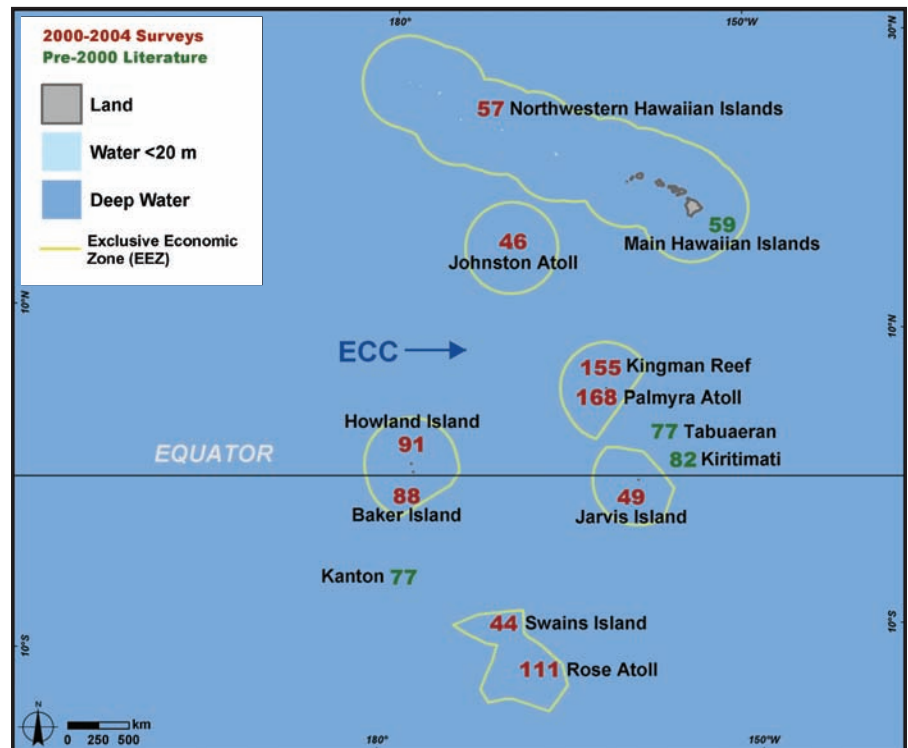 180°
150°W
30°N
2000-2004 Surveys
Pre-2000 Literature
Land
Water <20 m
Deep Water
Exclusive Economic
Zone (EEZ)
57 Northwestern Hawaiian Islands
59
Main Hawaiian Islands
46
Johnston Atoll
10°N
10°N
ECC
155 Kingman Reef
168 Palmyra Atoll
Howland Island
91
77 Tabuaeran
82 Kiritimati
EQUATOR
88
Baker Island
49
Jarvis Island
Kanton 77
44 Swains Island
10°S
10°S
111 Rose Atoll
N
km
0 250 500
180°
150°W